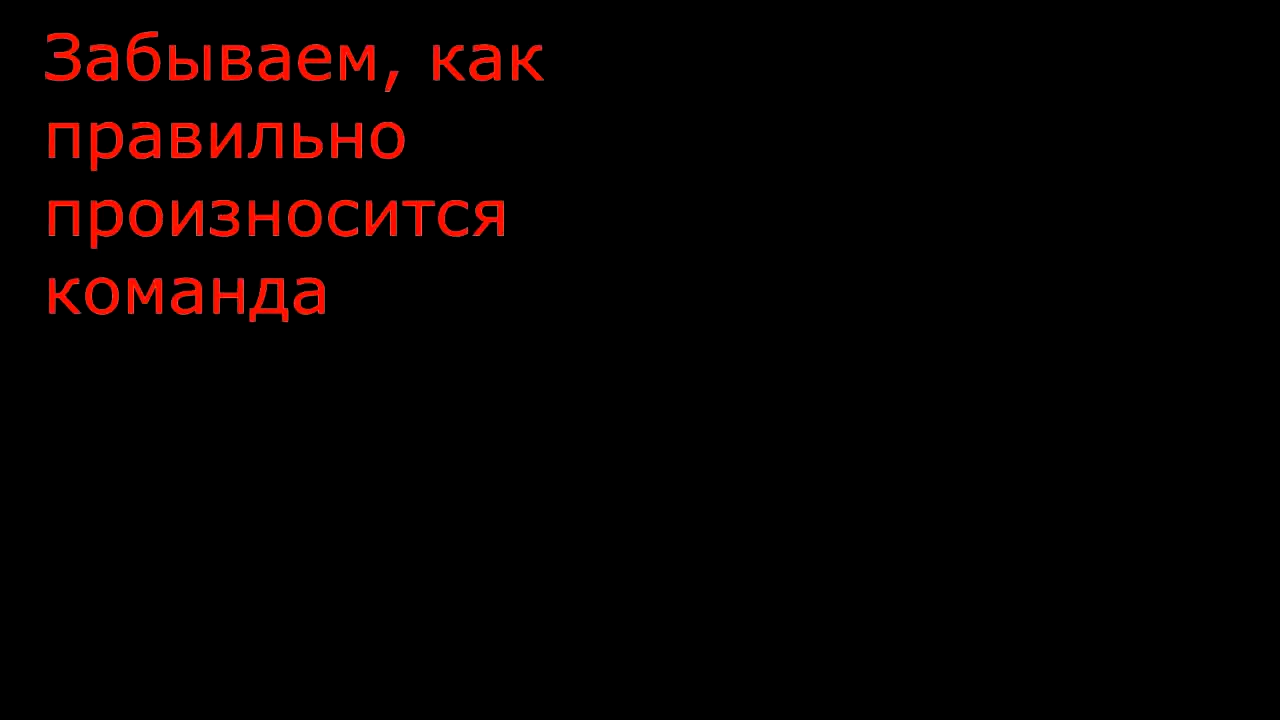 Забываем, как
правильно
произносится
команда